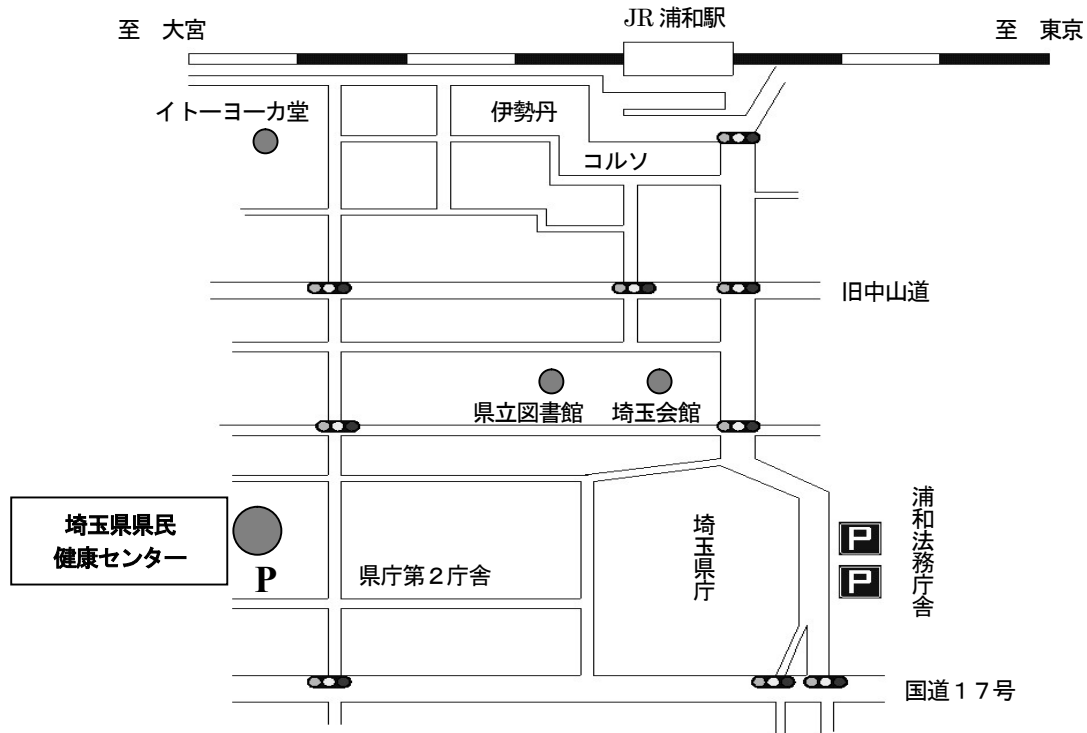 JR 浦和駅
至　大宮
至　東京
イトーヨーカ堂
伊勢丹
コルソ
旧中山道
県立図書館
埼玉会館
埼玉県県民
健康センター
P
県庁第２庁舎
埼玉県庁
P
P
浦和法務庁舎
国道１７号